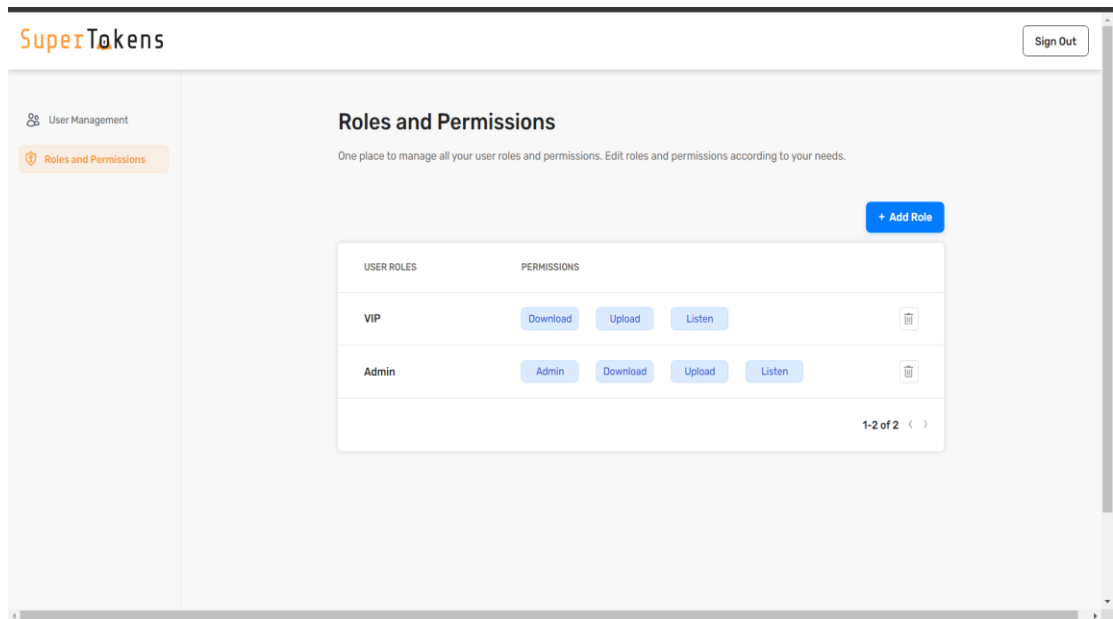 SuperTokens
Sign Out
User Management
Roles and Permissions
Roles and Permissions
One place to manage all your user roles and permissions. Edit roles and permissions according to your needs.
+ Add Role
USER ROLES PERMISSIONS
VIP Download Upload Listen
Admin Admin Download Upload Listen
1-2 of 2